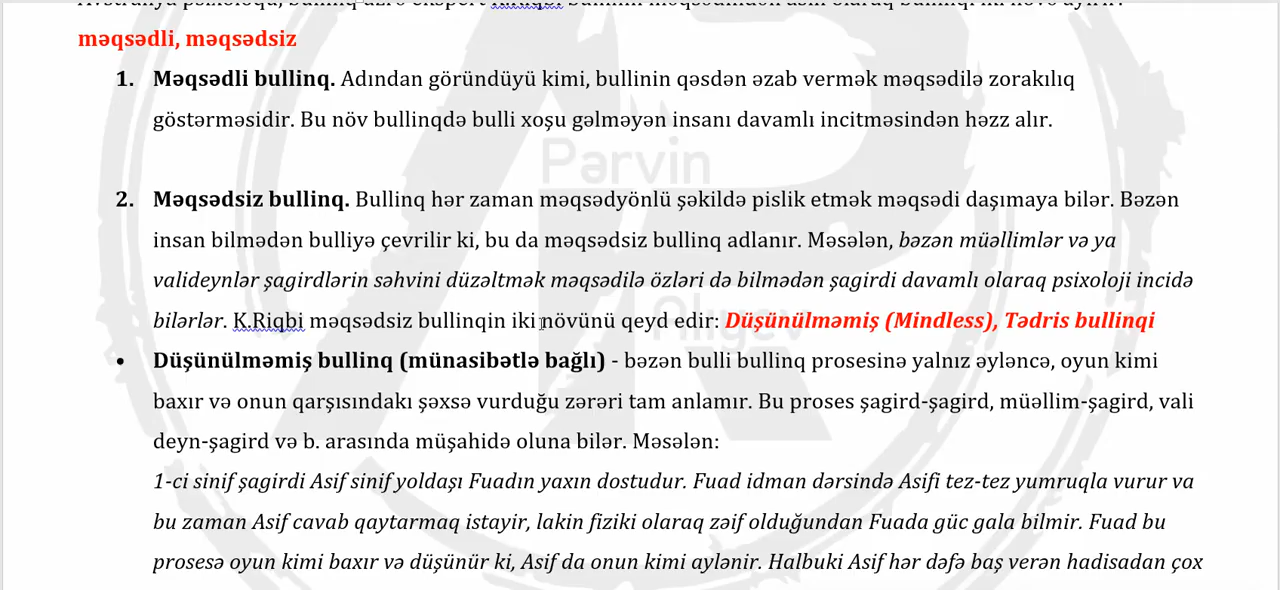 məqsədli, məqsədsiz
1. Məqsədli bullinq. Adından göründüyü kimi, bullinin qəsdən əzab vermək məqsədilə zorakılıq
göstərməsidir. Bu növ bullinqdə bulli xoşu gəlməyən insanı davamlı incitməsindən həzz alır.
Pərvin
2. Məqsədsiz bullinq. Bullinq hər zaman məqsədyönlü şəkildə pislik etmək məqsədi daşımaya bilər. Bəzən
insan bilmədən bulliyə çevrilir ki, bu da məqsədsiz bullinq adlanır. Məsələn, bəzən müəllimlər və ya
valideynlər şagirdlərin səhvini düzəltmək məqsədilə özləri də bilmədən şagirdi davamlı olaraq psixoloji incidə
bilərlər. K.Riqbi məqsədsiz bullinqin iki növünü qeyd edir: Düşünülməmiş (Mindless), Tədris bullinqi
• Düşünülməmiş bullinq (münasibətlə bağlı) - bəzən bulli bullinq prosesinə yalnız əyləncə, oyun kimi
baxır və onun qarşısındakı şəxsə vurduğu zərəri tam anlamır. Bu proses şagird-şagird, müəllim-şagird, vali
deyn-şagird və b. arasında müşahidə oluna bilər. Məsələn:
1-ci sinif şagirdi Asif sinif yoldaşı Fuadın yaxın dostudur. Fuad idman dərsində Asifi tez-tez yumruqla vurur va
bu zaman Asif cavab qaytarmaq istayir, lakin fiziki olaraq zəif olduğundan Fuada güc gala bilmir. Fuad bu
prosesə oyun kimi baxır və düşünür ki, Asif da onun kimi aylənir. Halbuki Asif hər dəfə baş verən hadisadan çox